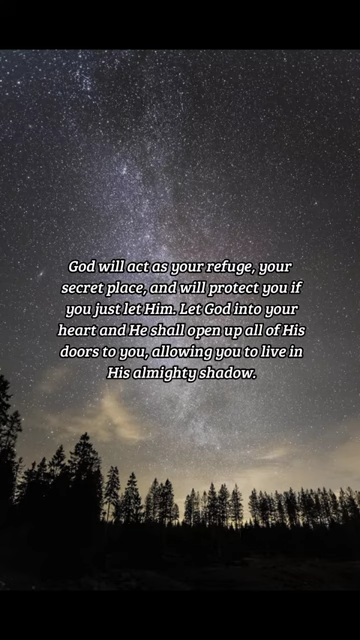 God will act as your refuge, your
secret place, and will protect you if
you just let Him. Let God into your
heart and He shall open up all of His
doors to you, allowing you to live in
His almighty shadow.